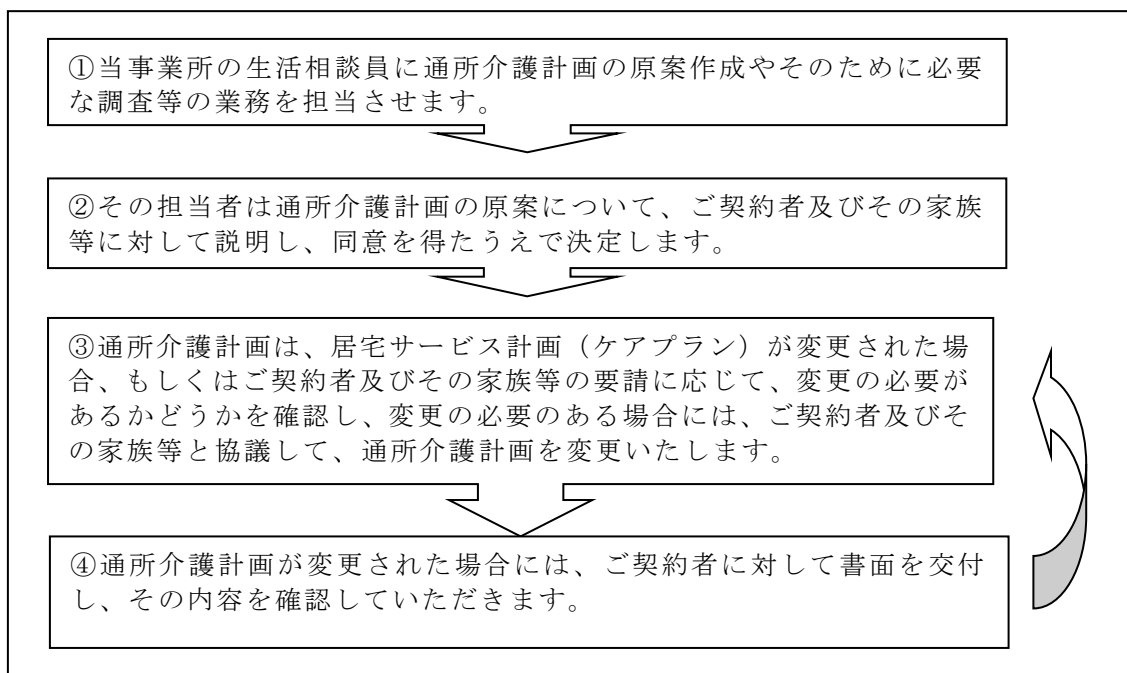 ①当事業所の生活相談員に通所介護計画の原案作成やそのために必要
な調査等の業務を担当させます。
②その担当者は通所介護計画の原案について、ご契約者及びその家族
等に対して説明し、同意を得たうえで決定します。
③通所介護計画は、居宅サービス計画（ケアプラン）が変更された場
合、もしくはご契約者及びその家族等の要請に応じて、変更の必要が
あるかどうかを確認し、変更の必要のある場合には、ご契約者及びそ
の家族等と協議して、通所介護計画を変更いたします。
④通所介護計画が変更された場合には、ご契約者に対して書面を交付
し、その内容を確認していただきます。